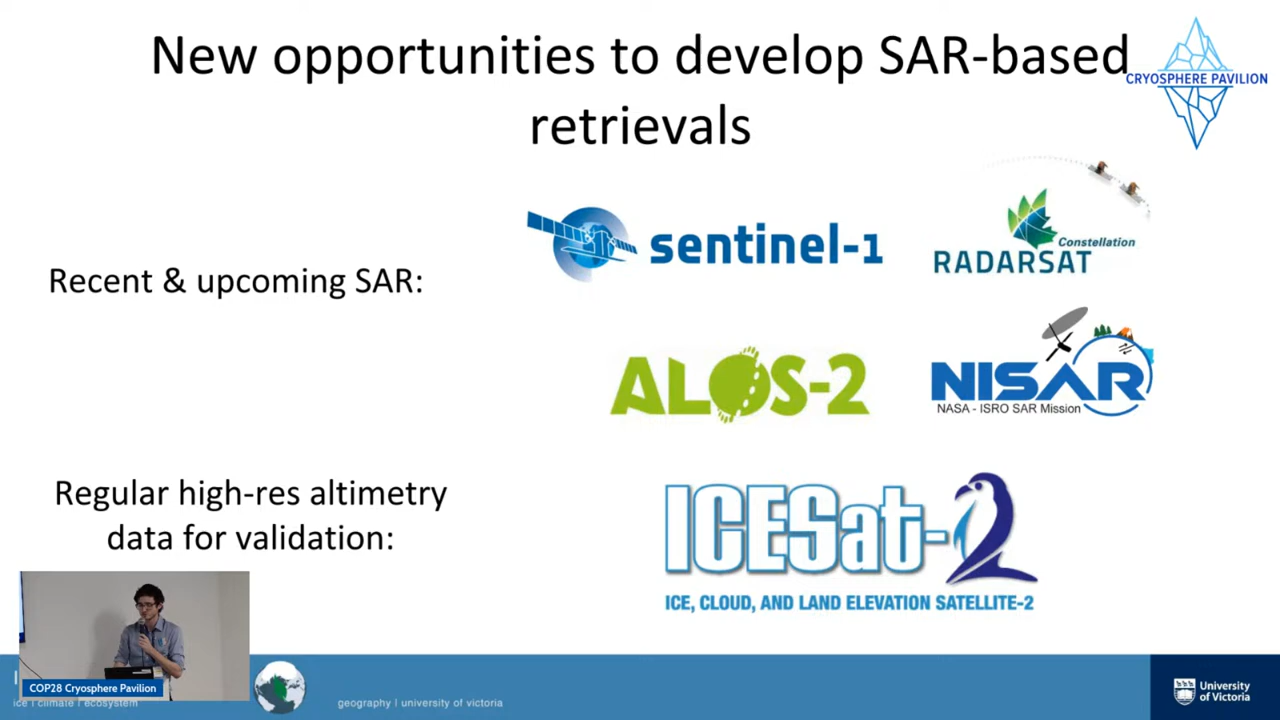 New opportunities to develop SAR-based
retrievals
CRYOSPHERE PAVILION
Recent & upcoming SAR:
sentinel-1
Constellation
RADARSAT
ALOS-2
NISAR
NASA - ISRO SAR Mission
Regular high-res altimetry
data for validation:
ICESat-2
ICE, CLOUD, AND LAND ELEVATION SATELLITE-2
COP28 Cryosphere Pavilion
ice | climate | ecosystem
geography | university of victoria
University
of Victoria